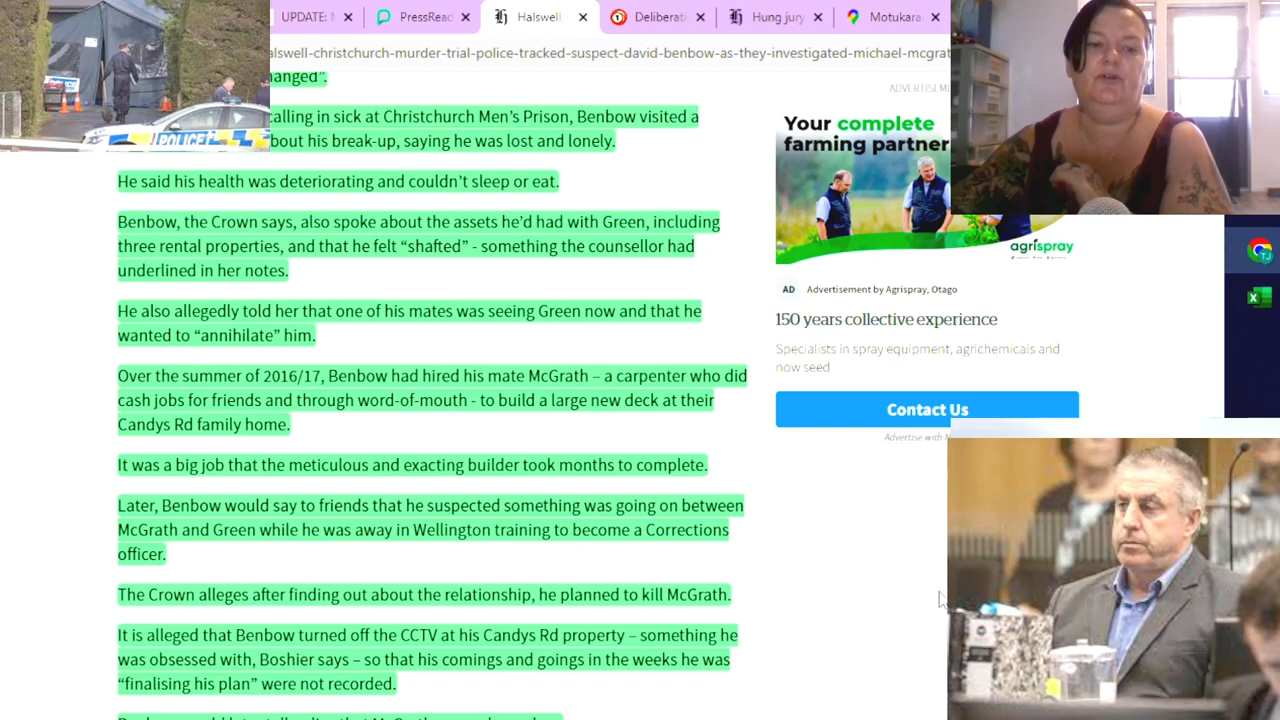 UPDATE:
PressRead
Halswell,
Deliberati
Hung jury
Motukara
alswell-christchurch-murder-trial-police-tracked-suspect-david-benbow-as-they-investigated-michael-mcgrat
hanged”.
calling in sick at Christchurch Men’s Prison, Benbow visited a
bout his break-up, saying he was lost and lonely.
He said his health was deteriorating and couldn’t sleep or eat.
Benbow, the Crown says, also spoke about the assets he’d had with Green, including
three rental properties, and that he felt “shafted” - something the counsellor had
underlined in her notes.
He also allegedly told her that one of his mates was seeing Green now and that he
wanted to “annihilate” him.
Over the summer of 2016/17, Benbow had hired his mate McGrath – a carpenter who did
cash jobs for friends and through word-of-mouth - to build a large new deck at their
Candys Rd family home.
It was a big job that the meticulous and exacting builder took months to complete.
Later, Benbow would say to friends that he suspected something was going on between
McGrath and Green while he was away in Wellington training to become a Corrections
officer.
The Crown alleges after finding out about the relationship, he planned to kill McGrath.
It is alleged that Benbow turned off the CCTV at his Candys Rd property – something he
was obsessed with, Boshier says – so that his comings and goings in the weeks he was
“finalising his plan” were not recorded.
ADVERTISEM
Your complete
farming partner
agrispray
AD Advertisement by Agrispray, Otago
150 years collective experience
Specialists in spray equipment, agrichemicals and
now seed
Contact Us
Advertise with N
POLICE
TJ